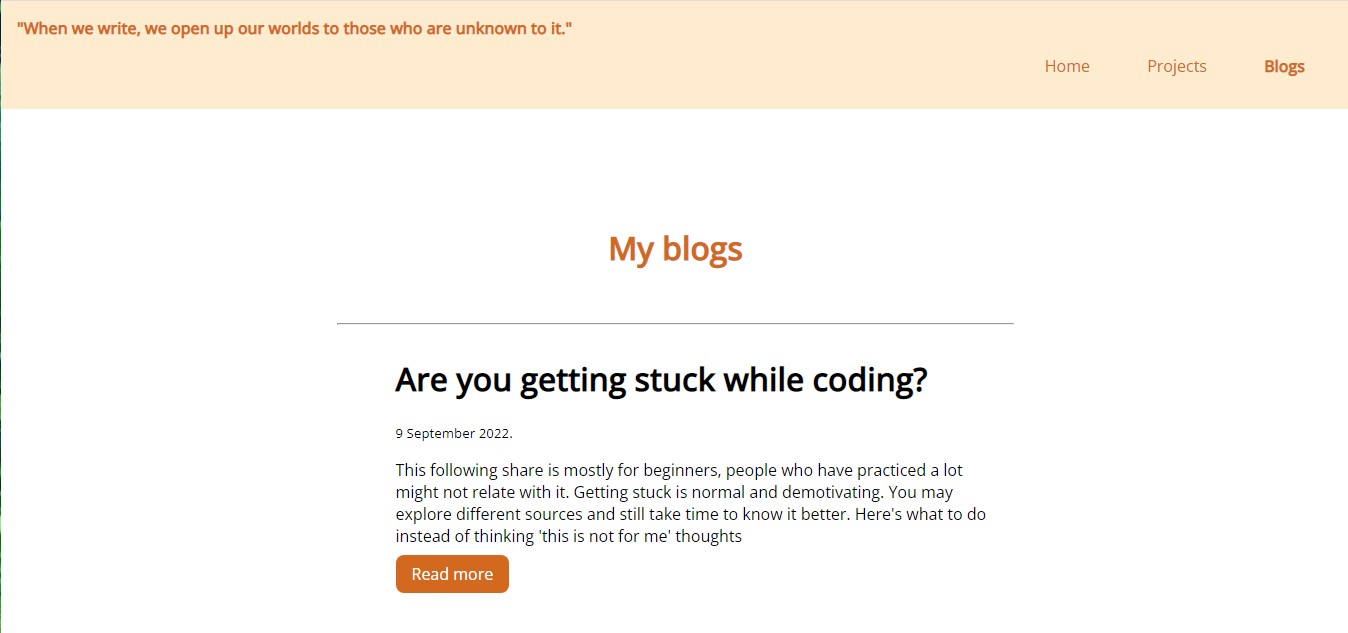 "When we write, we open up our worlds to those who are unknown to it."
Home Projects Blogs
My blogs
Are you getting stuck while coding?
9 September 2022.
This following share is mostly for beginners, people who have practiced a lot
might not relate with it. Getting stuck is normal and demotivating. You may
explore different sources and still take time to know it better. Here's what to do
instead of thinking 'this is not for me' thoughts
Read more